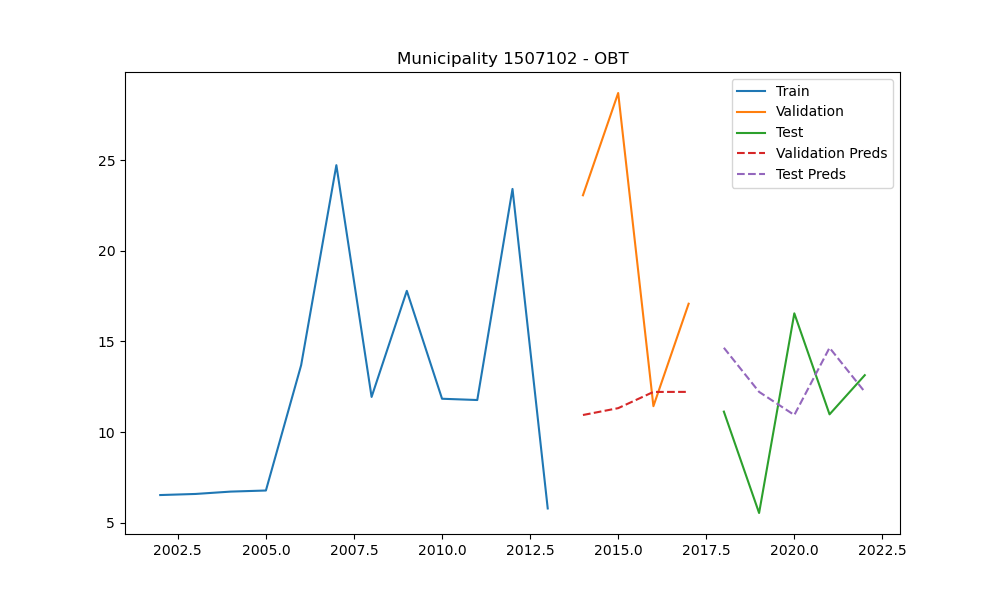 Municipality 1507102 - OBT
Train
Validation
Test
Validation Preds
Test Preds
25
20
15
10
5
2002.5 2005.0 2007.5 2010.0 2012.5 2015.0 2017.5 2020.0 2022.5